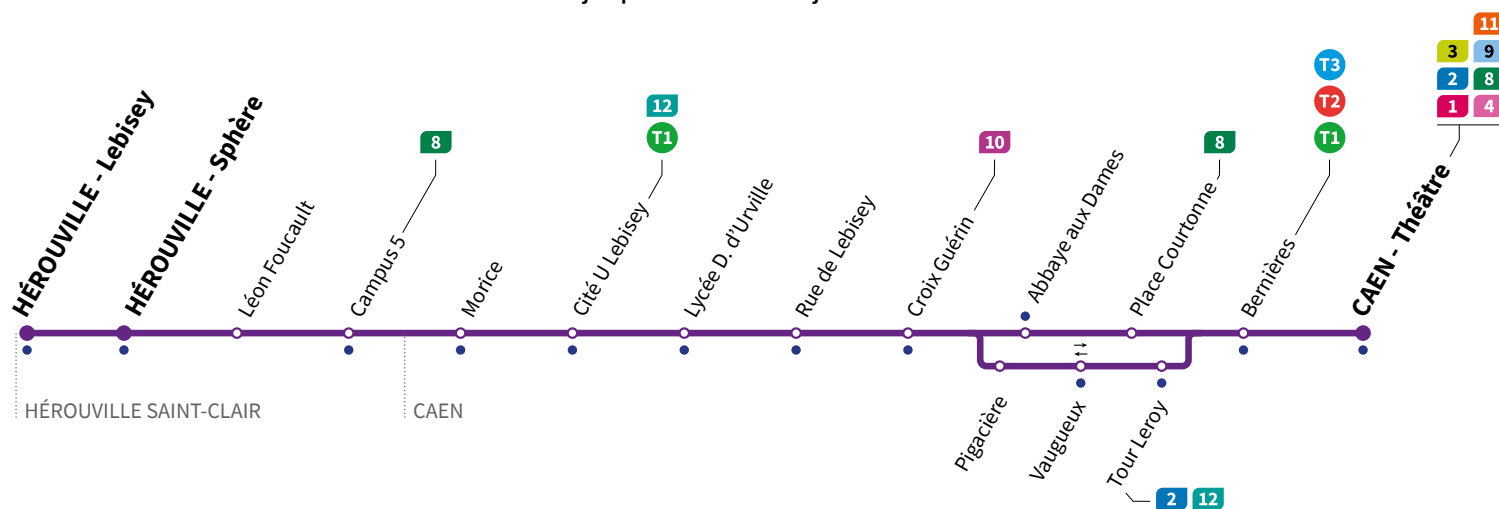 11
3 9
2 8
1 4
T3
T2
T1
12
T1
8
10
8
HÉROUVILLE - Lebisey
HÉROUVILLE - Sphère
Léon Foucault
Campus 5
Morice
Cité U Lebisey
Lycée D. d'Urville
Rue de Lebisey
Croix Guérin
Abbaye aux Dames
Place Courtonne
Bernières
CAEN - Théâtre
HÉROUVILLE SAINT-CLAIR
CAEN
Pigacière
Vaugueux
Tour Leroy
2 12